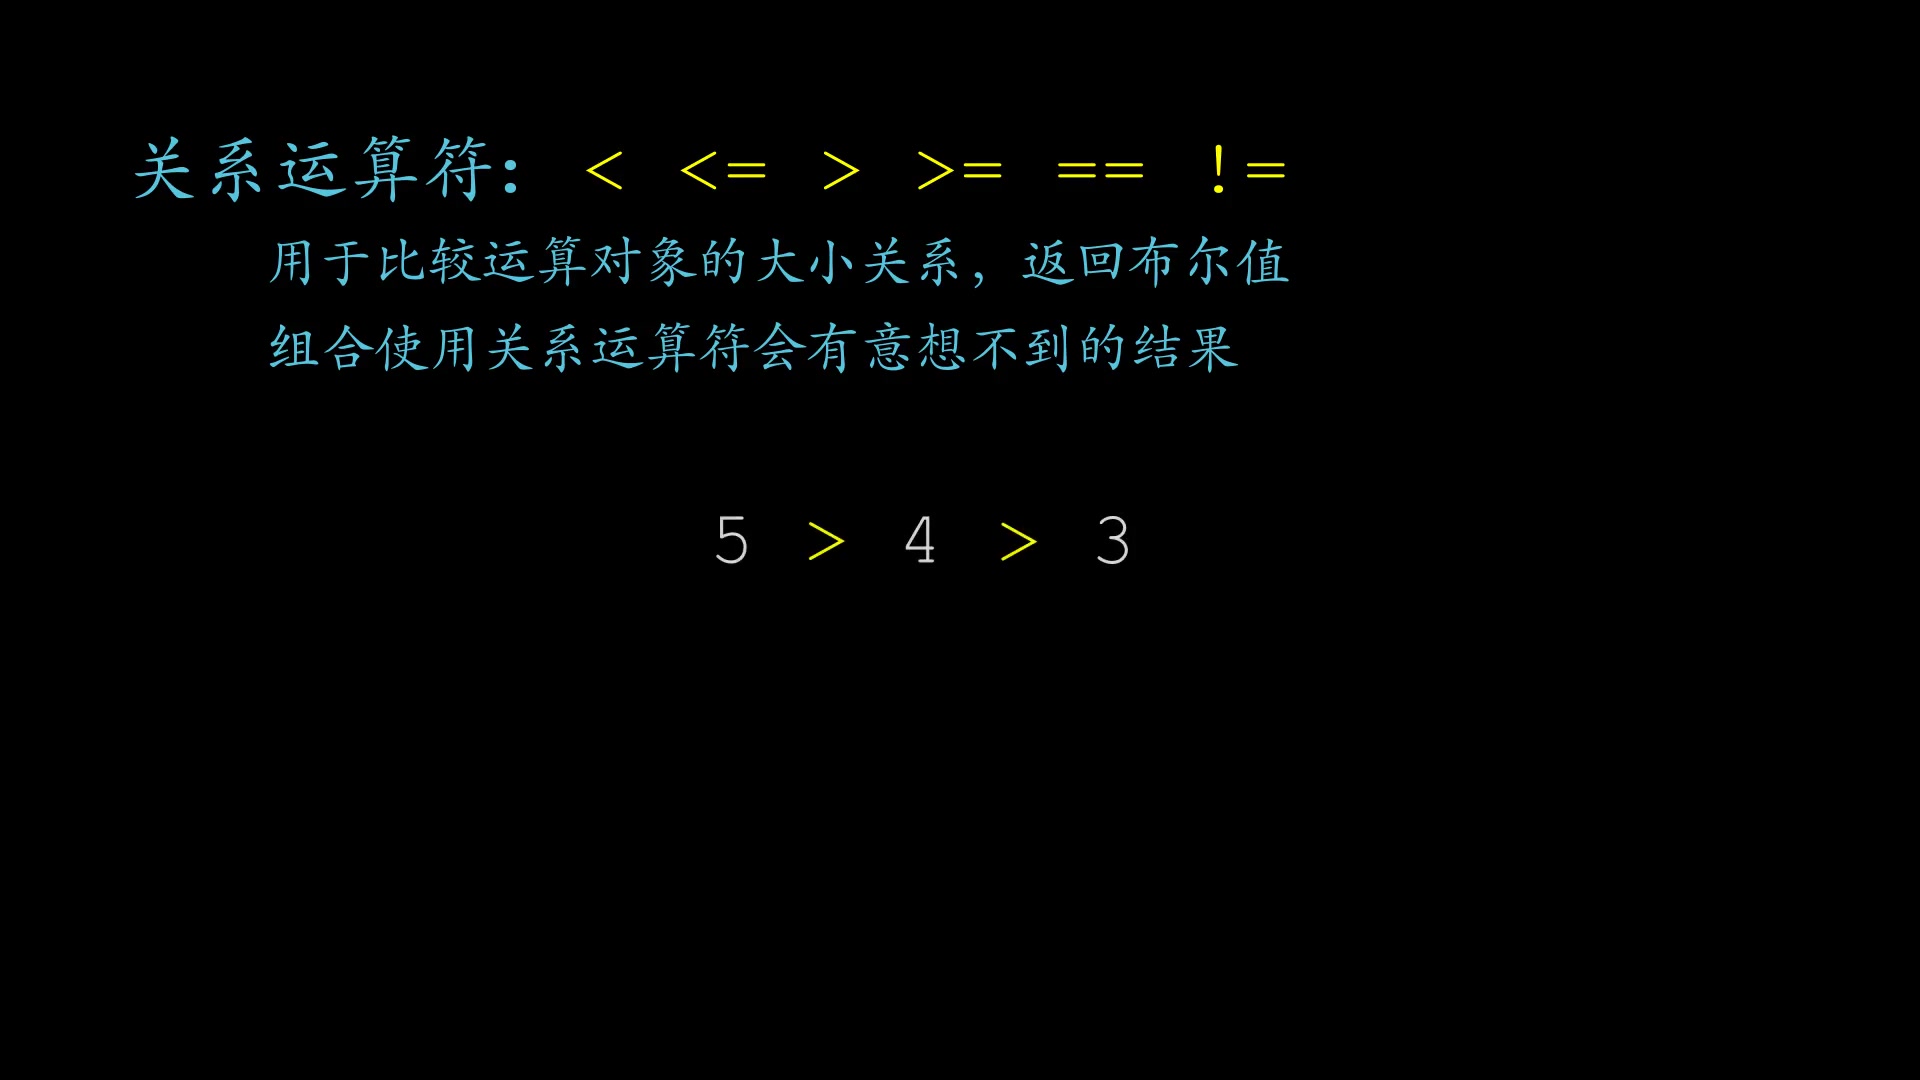 关系运算符: < <= > >= == !=
用于比较运算对象的大小关系，返回布尔值
组合使用关系运算符会有意想不到的结果
5 > 4 > 3